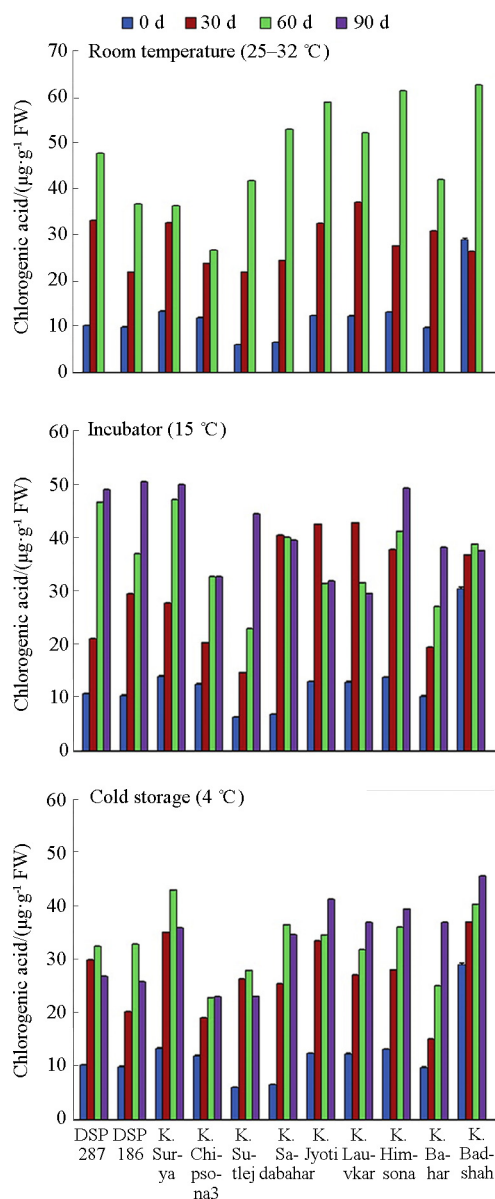 0 d 30 d 60 d 90 d
Room temperature (25–32 ℃)
Chlorogenic acid/(μg·g-1 FW)
70
60
50
40
30
20
10
0
Incubator (15 ℃)
Chlorogenic acid/(μg·g-1 FW)
60
50
40
30
20
10
0
Cold storage (4 ℃)
Chlorogenic acid/(μg·g-1 FW)
60
50
40
30
20
10
0
DSP DSP K. K. K. K. K. K. K. K. K.
287 186 Sur- Chi- Su- Sa- Jyoti Lau- Him- Ba- Bad-
ya pso- tlej dabahar vkar sona har shah
na3